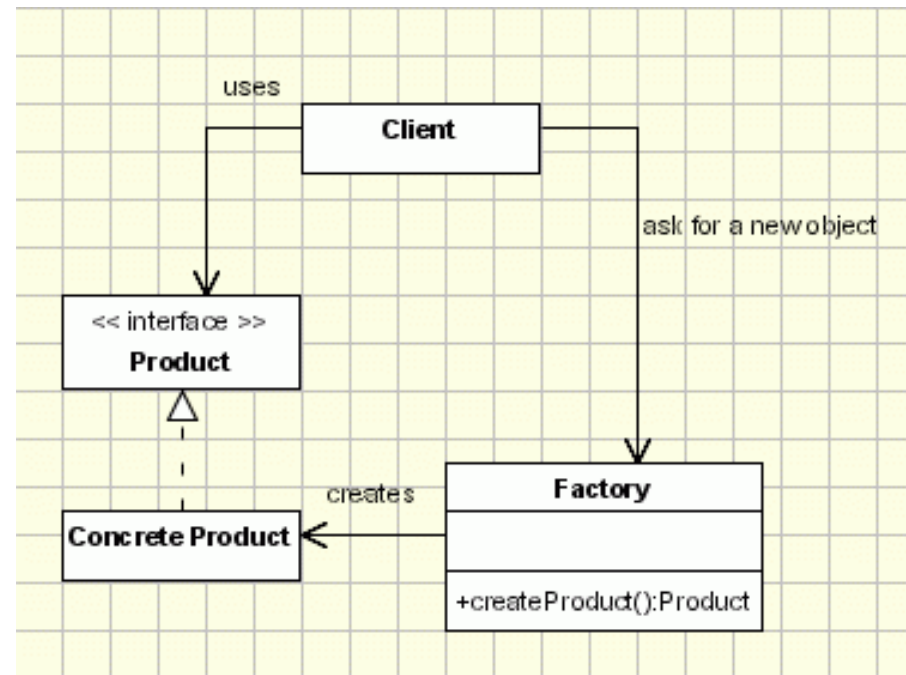 uses
Client
ask for a new object
<< interface >>
Product
creates
Factory
Concrete Product
+createProduct():Product